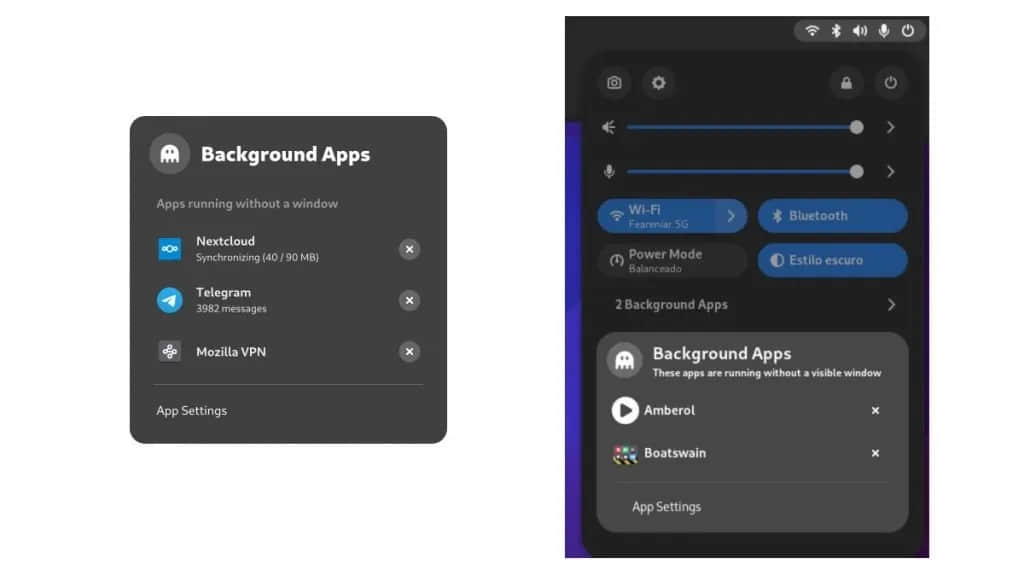 Background Apps
Apps running without a window
Nextcloud
Synchronizing (40 / 90 MB)
Telegram
3982 messages
Mozilla VPN
App Settings
Wi-Fi
Feareniar 5G
Bluetooth
Power Mode
Balanceado
Estilo escuro
2 Background Apps
Background Apps
These apps are running without a visible window
Amberol
Boatswain
App Settings